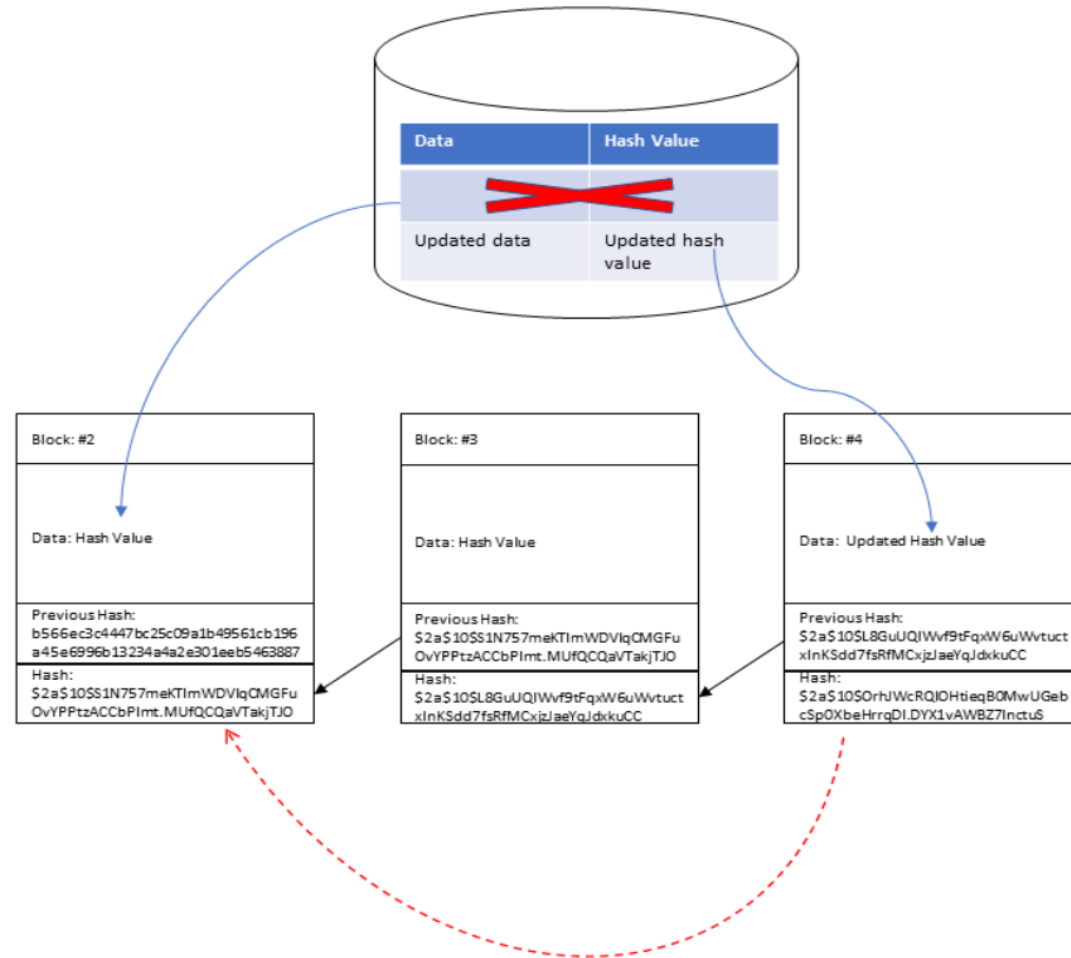 Data
Hash Value
Updated data
Updated hash
value
Block: #2
Data: Hash Value
Previous Hash:
b566ec3c4447bc25c09a1b49561cb196
a45e6996b13234a4a2e301eeb5463887
Hash:
$2a$10$S1N757meKTImWDVIqCMGFu
OvYPPtzACCbPImt.MUfQCQaVTakjTJO
Block: #3
Data: Hash Value
Previous Hash:
$2a$10$S1N757meKTImWDVIqCMGFu
OvYPPtzACCbPImt.MUfQCQaVTakjTJO
Hash:
$2a$10$L8GuUQIWvf9tFqxW6uWvtuct
xInKSdd7fsRfMCxjzJaeYqJdxkuCC
Block: #4
Data: Updated Hash Value
Previous Hash:
$2a$10$L8GuUQIWvf9tFqxW6uWvtuct
xInKSdd7fsRfMCxjzJaeYqJdxkuCC
Hash:
$2a$10$OrhJWcRQIOHtieqB0MwUGeb
cSp0XbeHrrqDI.DYX1vAWBZ7InctuS